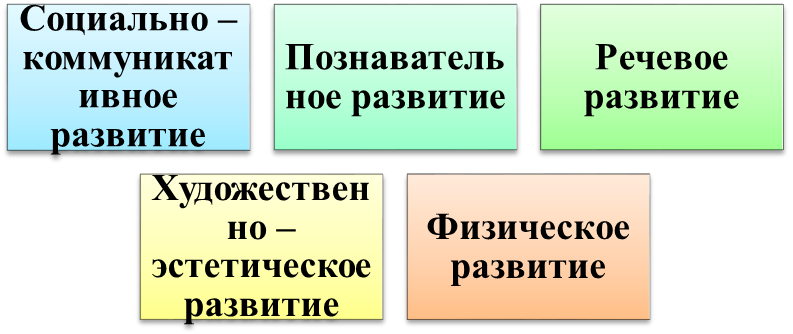 Социально –
коммуникат
ивное
развитие
Познаватель
ное развитие
Речевое
развитие
Художествен
но –
эстетическое
развитие
Физическое
развитие